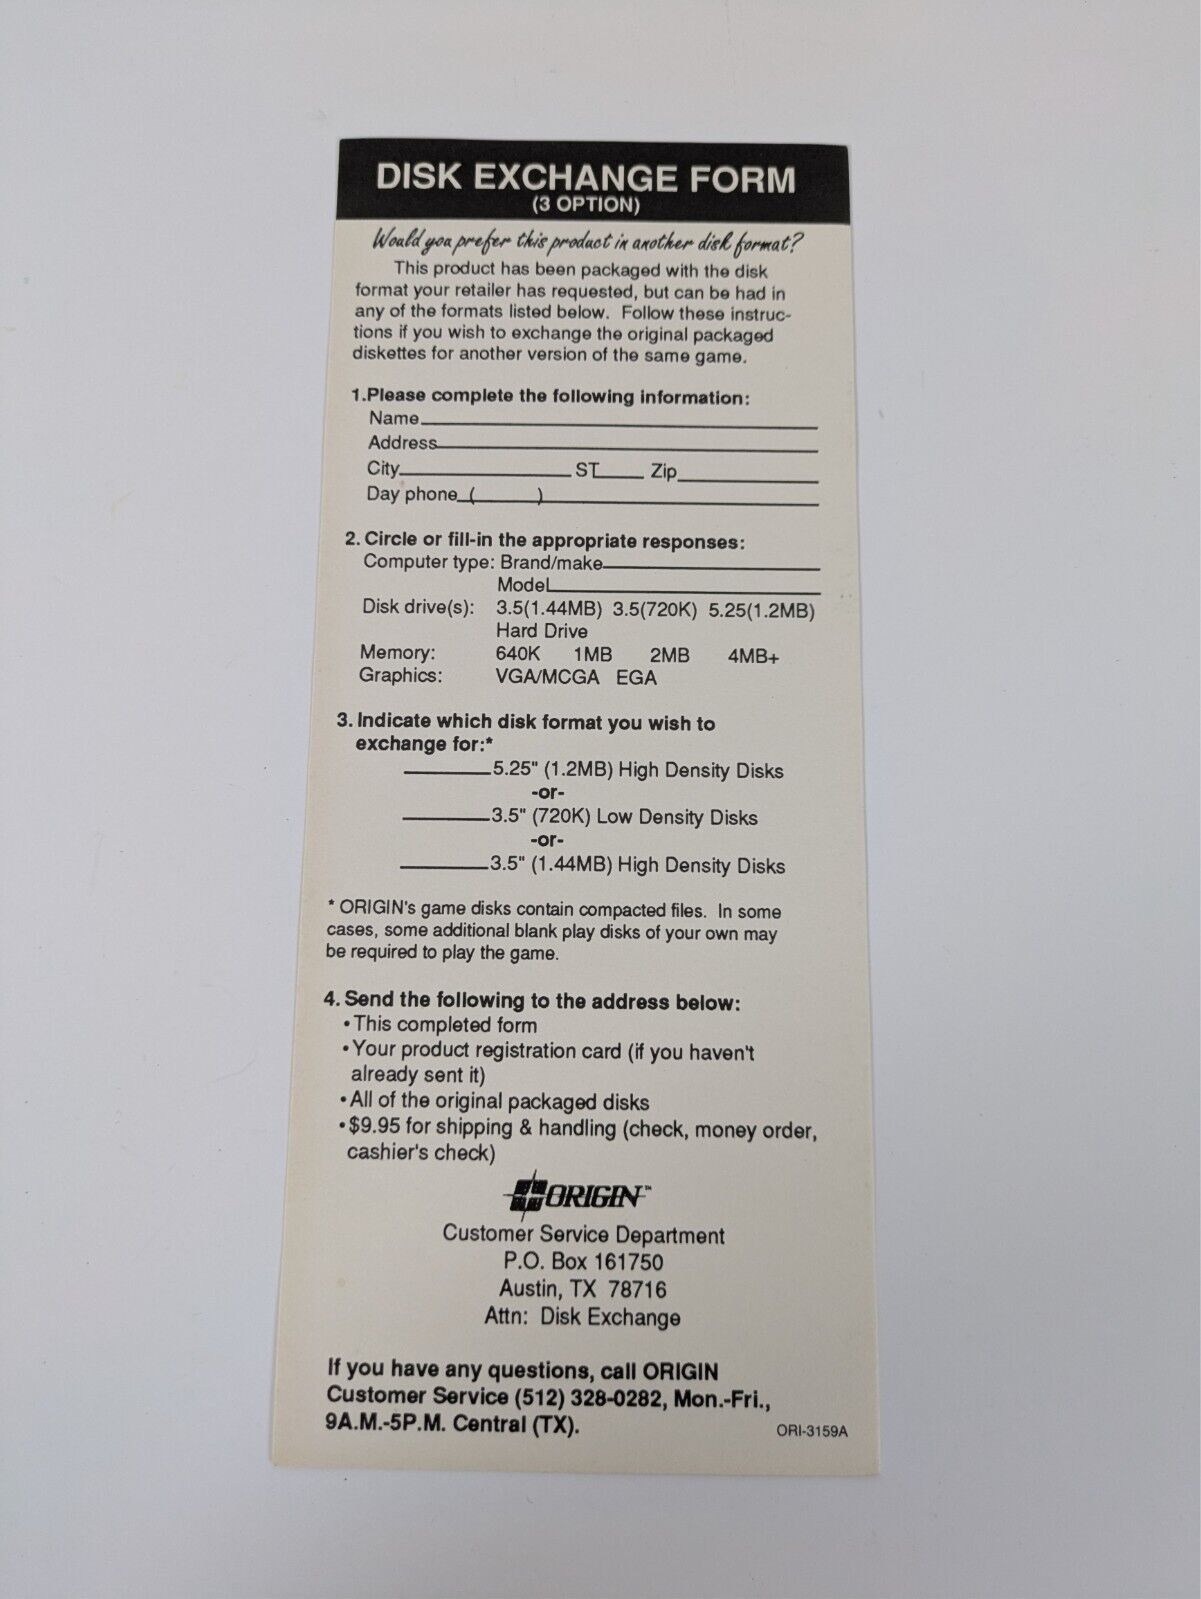 DISK EXCHANGE FORM
(3 OPTION)
Would you prefer this product in another disk format?
This product has been packaged with the disk
format your retailer has requested, but can be had in
any of the formats listed below. Follow these instruc-
tions if you wish to exchange the original packaged
diskettes for another version of the same game.
1.Please complete the following information:
Name
Address
City ST Zip
Day phone ( )
2. Circle or fill-in the appropriate responses:
Computer type: Brand/make
Model
Disk drive(s): 3.5(1.44MB) 3.5(720K) 5.25(1.2MB)
Hard Drive
Memory: 640K 1MB 2MB 4MB+
Graphics: VGA/MCGA EGA
3. Indicate which disk format you wish to
exchange for:*
5.25" (1.2MB) High Density Disks
-or-
3.5" (720K) Low Density Disks
-or-
3.5" (1.44MB) High Density Disks
* ORIGIN's game disks contain compacted files. In some
cases, some additional blank play disks of your own may
be required to play the game.
4. Send the following to the address below:
•This completed form
•Your product registration card (if you haven't
already sent it)
•All of the original packaged disks
•$9.95 for shipping & handling (check, money order,
cashier's check)
ORIGIN™
Customer Service Department
P.O. Box 161750
Austin, TX 78716
Attn: Disk Exchange
If you have any questions, call ORIGIN
Customer Service (512) 328-0282, Mon.-Fri.,
9A.M.-5P.M. Central (TX).
ORI-3159A